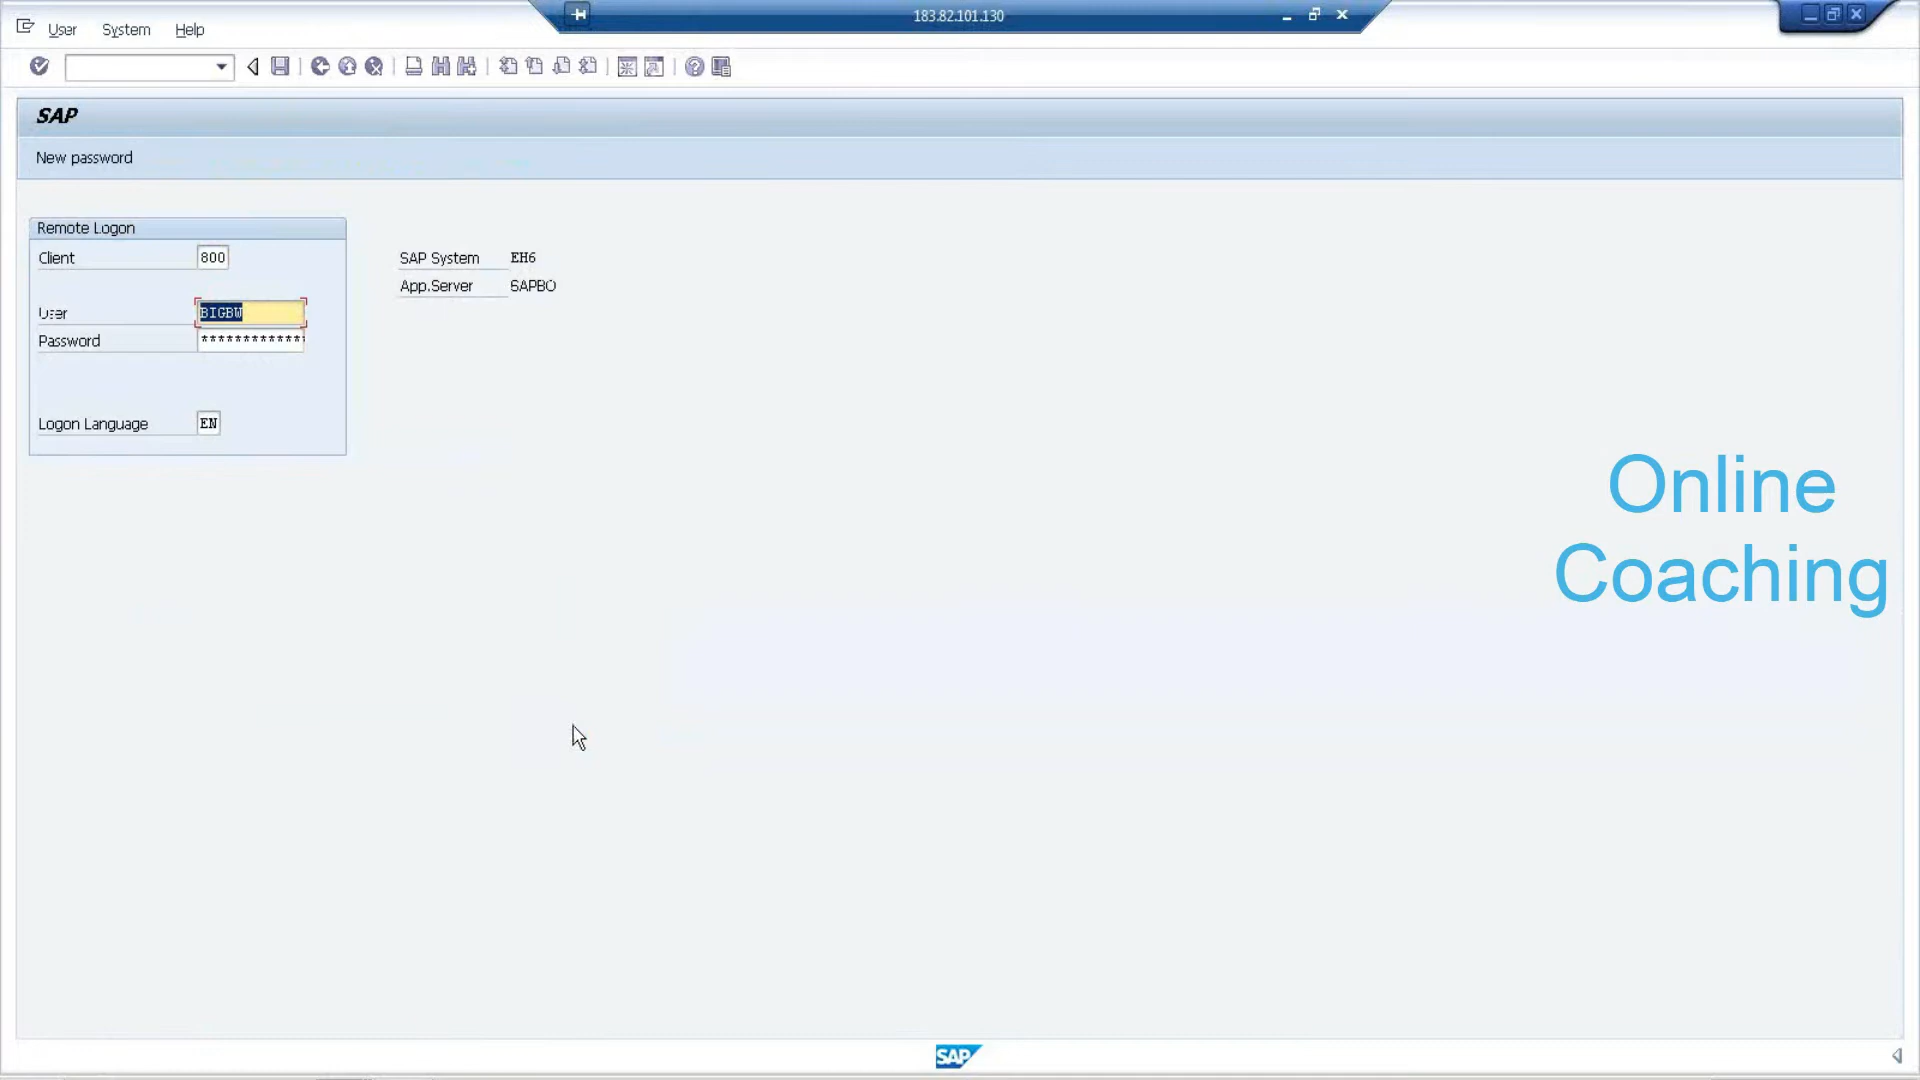 183.82.101.130
User System Help
SAP
New password
Remote Logon
Client 800
SAP System EH6
App.Server SAPBO
User BIGBW
Password *************
Logon Language EN
Online
Coaching
SAP